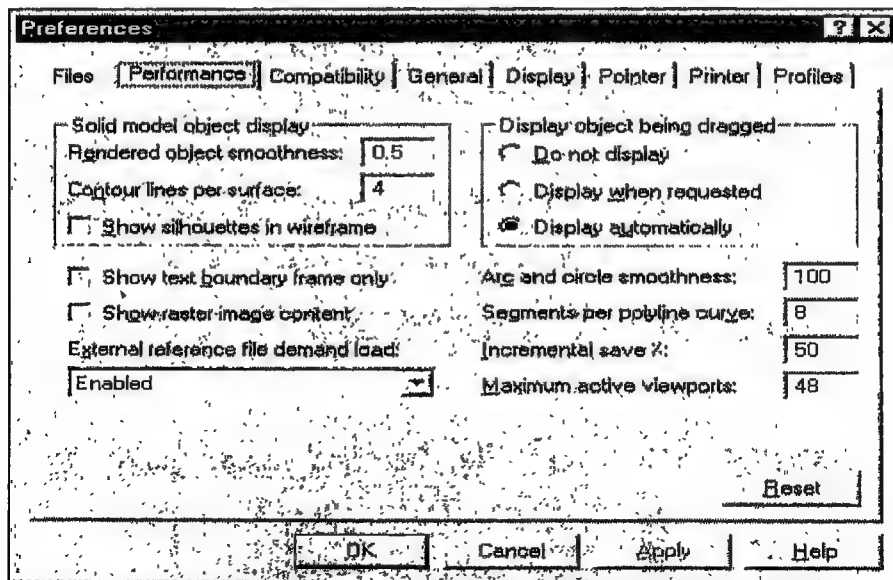 Preferences ? X
Files Performance Compatibility General Display Pointer Printer Profiles
Solid model object display
Rendered object smoothness: 0.5
Contour lines per surface: 4
Show silhouettes in wireframe
Display object being dragged
Do not display
Display when requested
Display automatically
Show text boundary frame only
Show raster image content
External reference file demand load:
Enabled
Arc and circle smoothness: 100
Segments per polyline curve: 8
Incremental save %: 50
Maximum active viewports: 48
Reset
OK Cancel Apply Help